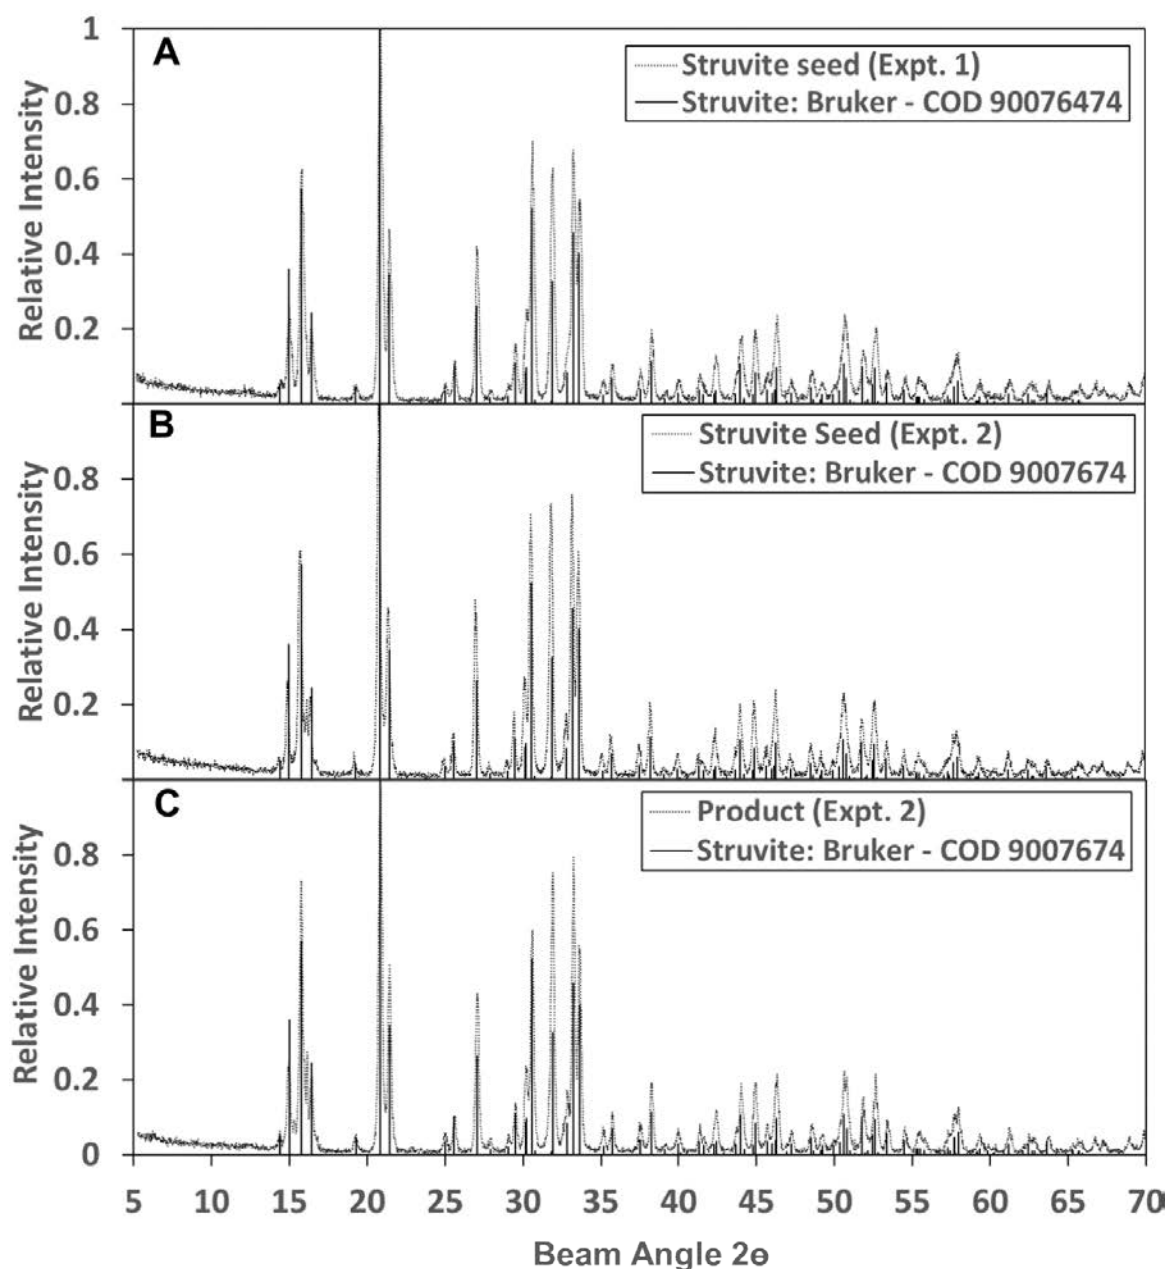 A
Struvite seed (Expt. 1)
Struvite: Bruker - COD 90076474
1
0.8
0.6
0.4
0.2
Relative Intensity
B
Struvite Seed (Expt. 2)
Struvite: Bruker - COD 9007674
0.8
0.6
0.4
0.2
Relative Intensity
C
Product (Expt. 2)
Struvite: Bruker - COD 9007674
0.8
0.6
0.4
0.2
0
Relative Intensity
5 10 15 20 25 30 35 40 45 50 55 60 65 70
Beam Angle 2ө